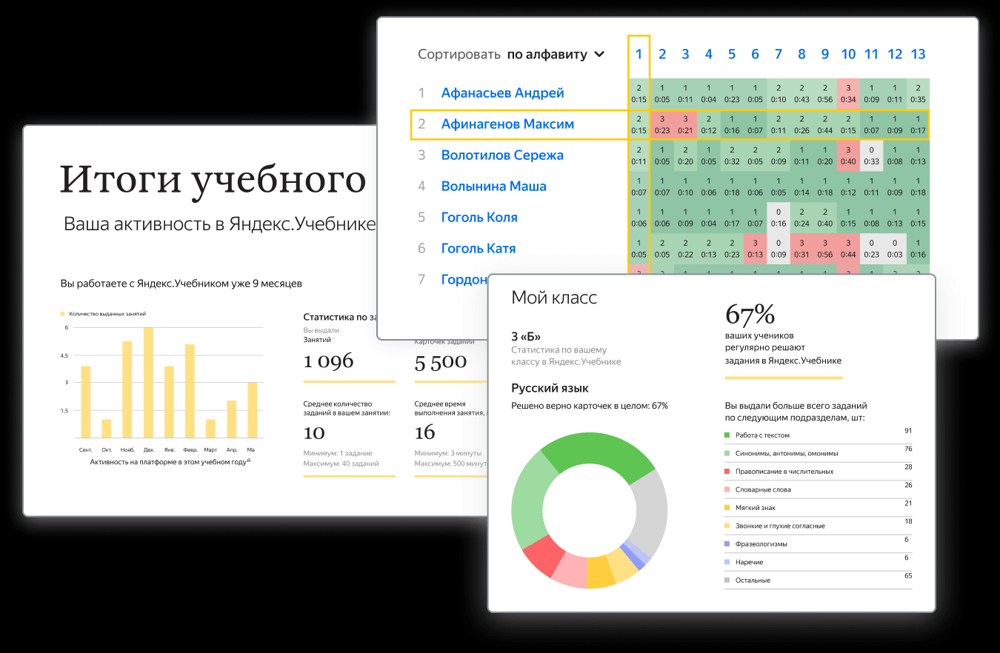 Сортировать по алфавиту
1 2 3 4 5 6 7 8 9 10 11 12 13
1 Афанасьев Андрей
2 1 1 1 1 1 2 2 2 3 1 1 2
0:15 0:05 0:11 0:04 0:23 0:05 0:10 0:43 0:56 0:34 0:09 0:11 0:35
2 Афинагенов Максим
2 3 3 2 1 1 2 2 2 2 1 1 1
0:15 0:23 0:21 0:12 0:16 0:07 0:11 0:26 0:44 0:15 0:07 0:09 0:17
3 Волотилов Сережа
2 1 2 1 2 2 2 1 1 3 0 1 1
0:11 0:05 0:20 0:05 0:32 0:05 0:09 0:11 0:20 0:40 0:33 0:08 0:13
4 Волынина Маша
1 1 1 1 1 1 1 1 1 1 1 1 1
0:07 0:07 0:10 0:06 0:18 0:06 0:05 0:14 0:18 0:12 0:11 0:09 0:18
5 Гоголь Коля
1 1 1 1 1 1 0 2 2 1 1 1 1
0:06 0:06 0:09 0:04 0:17 0:07 0:16 0:24 0:40 0:15 0:08 0:13 0:15
6 Гоголь Катя
1 2 2 2 2 3 0 3 3 3 0 0 1
0:05 0:05 0:22 0:13 0:23 0:13 0:09 0:31 0:56 0:44 0:23 0:03 0:16
7 Гордон
Итоги учебного
Ваша активность в Яндекс.Учебнике
Вы работаете с Яндекс.Учебником уже 9 месяцев
Количество выданных занятий
6
4,5
3
1,5
Сент. Окт. Нояб. Дек. Янв. Февр. Март Апр. Ма
Активность на платформе в этом учебном годуй
Статистика по за
Вы выдали
Занятий
1 096
Карточек заданий
5 500
Среднее количество
заданий в вашем занятии:
10
Минимум: 1 задание
Максимум: 40 заданий
Среднее время
выполнения занятия,
16
Минимум: 3 минуты
Максимум: 500 минут
Мой класс
3 «Б»
Статистика по вашему
классу в Яндекс.Учебнике
Русский язык
Решено верно карточек в целом: 67%
67%
ваших учеников
регулярно решают
задания в Яндекс.Учебнике
Вы выдали больше всего заданий
по следующим подразделам, шт:
Работа с текстом 91
Синонимы, антонимы, омонимы 76
Правописание в числительных 28
Словарные слова 26
Мягкий знак 21
Звонкие и глухие согласные 18
Фразеологизмы 6
Наречие 6
Остальные 65